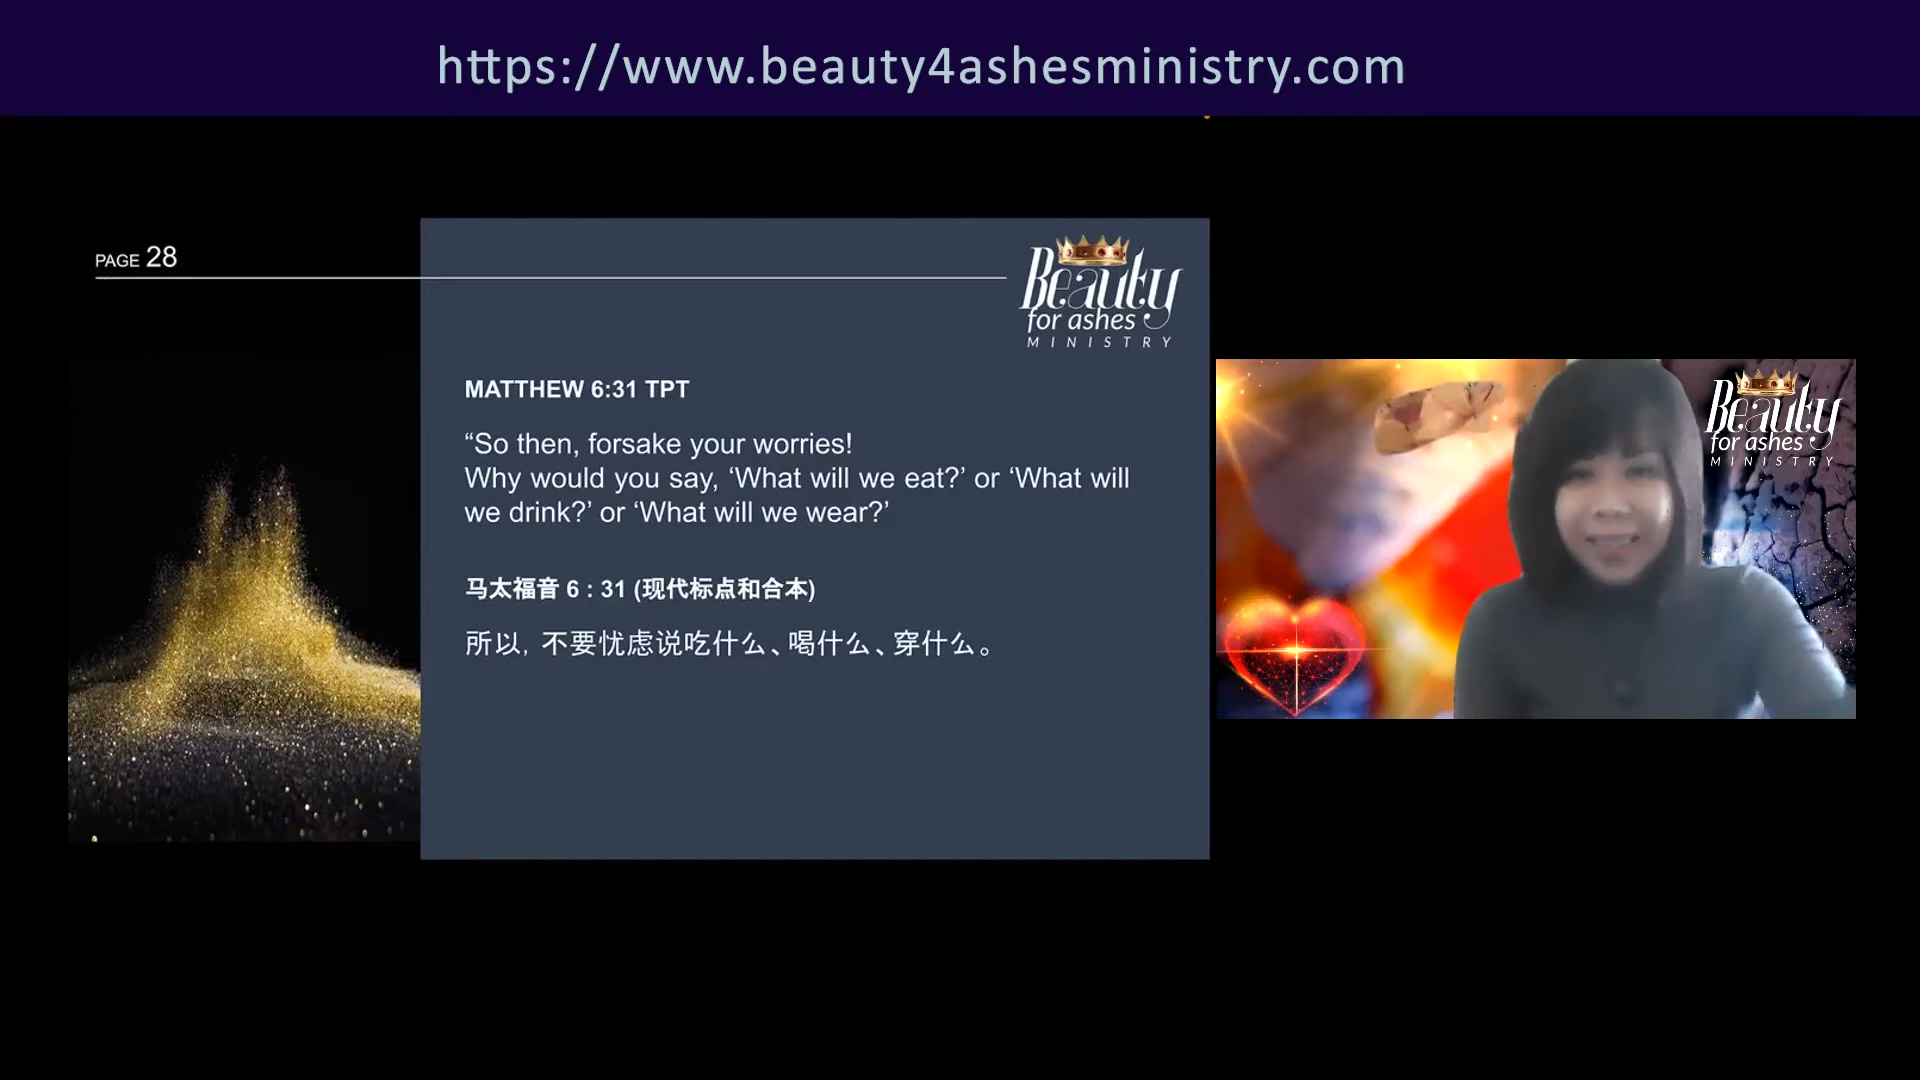 https://www.beauty4ashesministry.com
PAGE 28
Beauty
for ashes
MINISTRY
MATTHEW 6:31 TPT
“So then, forsake your worries!
Why would you say, ‘What will we eat?’ or ‘What will
we drink?’ or ‘What will we wear?’
马太福音 6 : 31 (现代标点和合本)
所以, 不要忧虑说吃什么、喝什么、穿什么。
Beauty
for ashes
MINISTRY